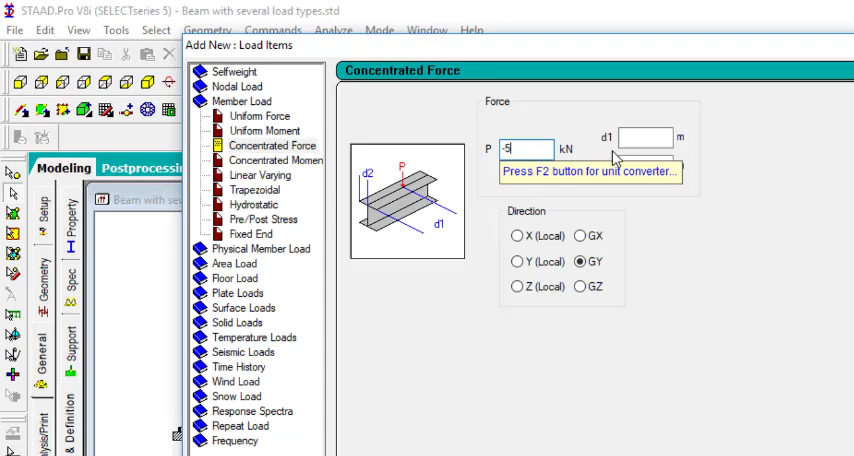 STAAD.Pro V8i (SELECTseries 5) - Beam with several load types.std
File Edit View Tools Select Geometry Commands Analyze Mode Window Help
Add New : Load Items
Selfweight
Nodal Load
Member Load
Uniform Force
Uniform Moment
Concentrated Force
Concentrated Momen
Linear Varying
Trapezoidal
Hydrostatic
Pre/Post Stress
Fixed End
Physical Member Load
Area Load
Floor Load
Plate Loads
Surface Loads
Solid Loads
Temperature Loads
Seismic Loads
Time History
Wind Load
Snow Load
Response Spectra
Repeat Load
Frequency
Concentrated Force
Force
P -5 kN
d1 m
Press F2 button for unit converter...
d2 P
d1
Direction
X (Local) GX
Y (Local) GY
Z (Local) GZ
Modeling Postprocessing
Beam with sev
Setup
Geometry
General
alysis/Print
Property
Spec
Support
& Definition